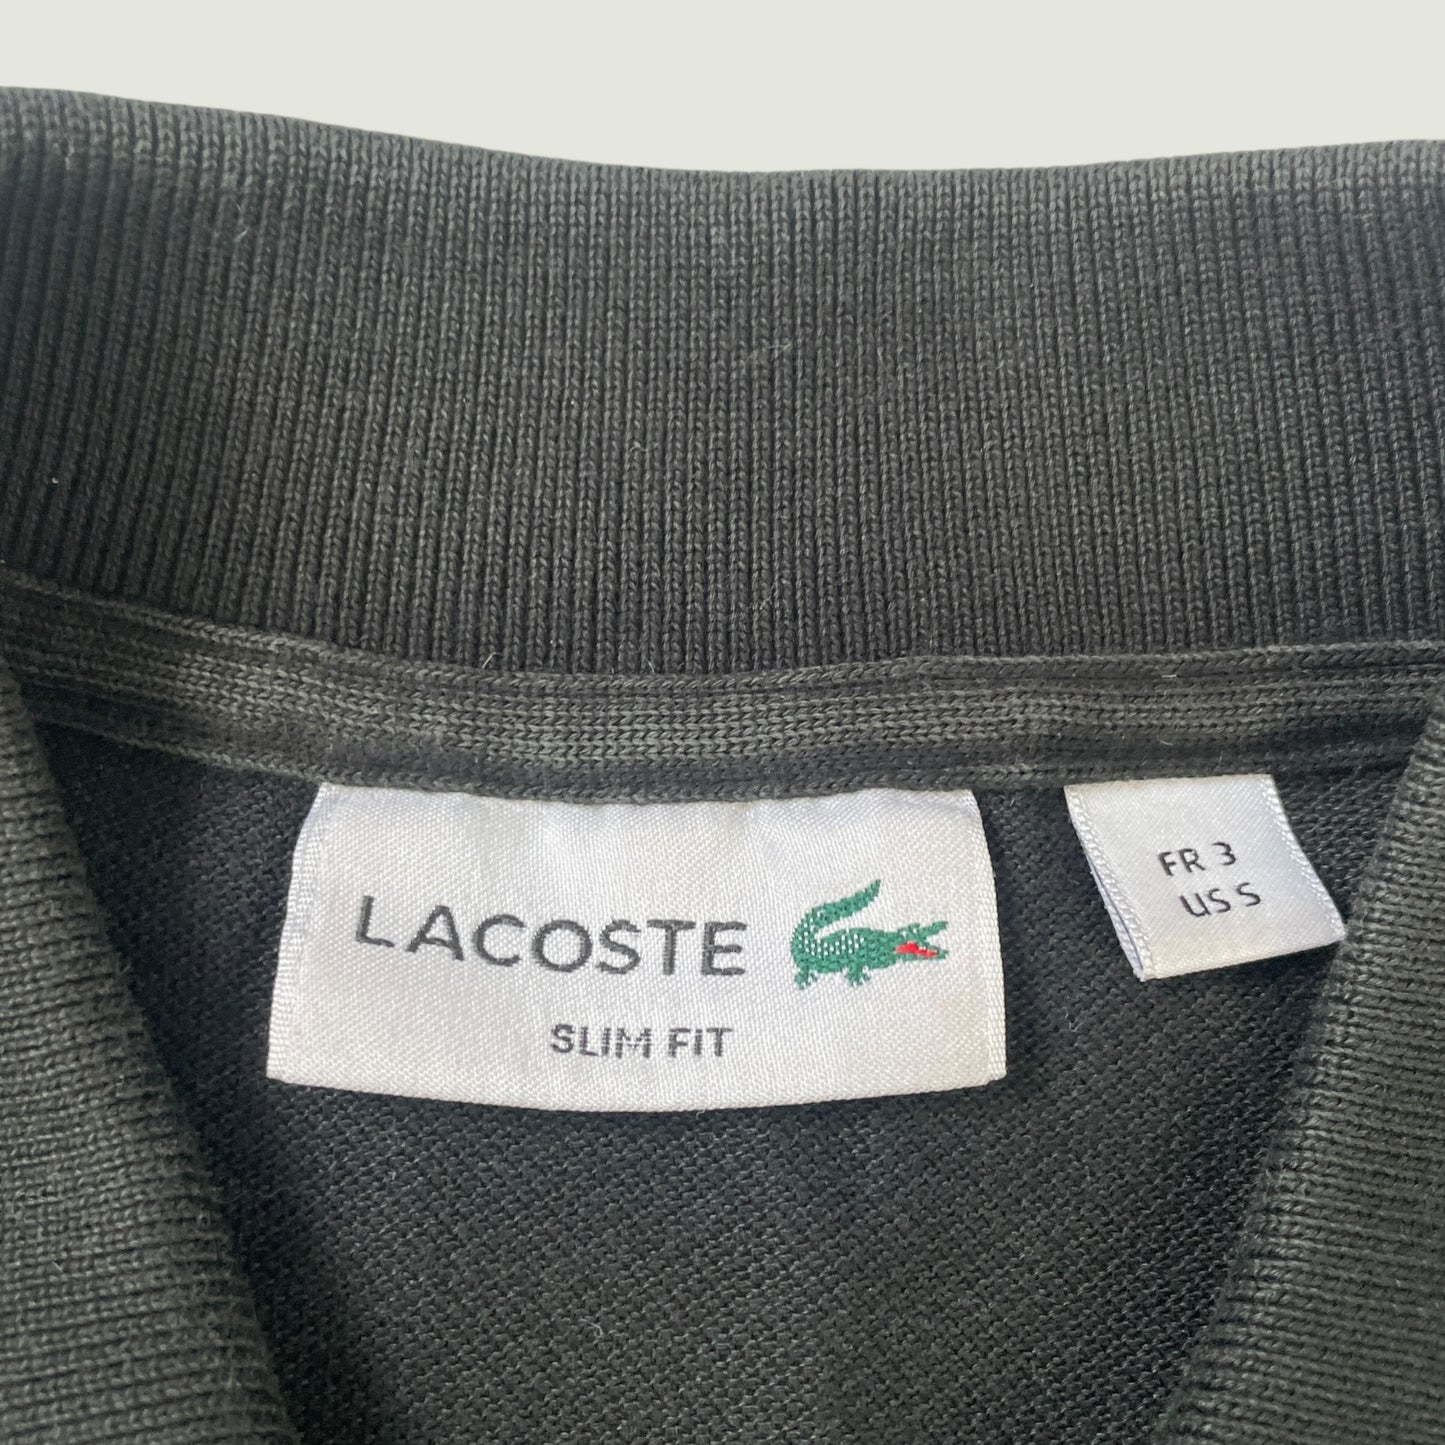 LACOSTE
SLIM FIT
FR 3
US S